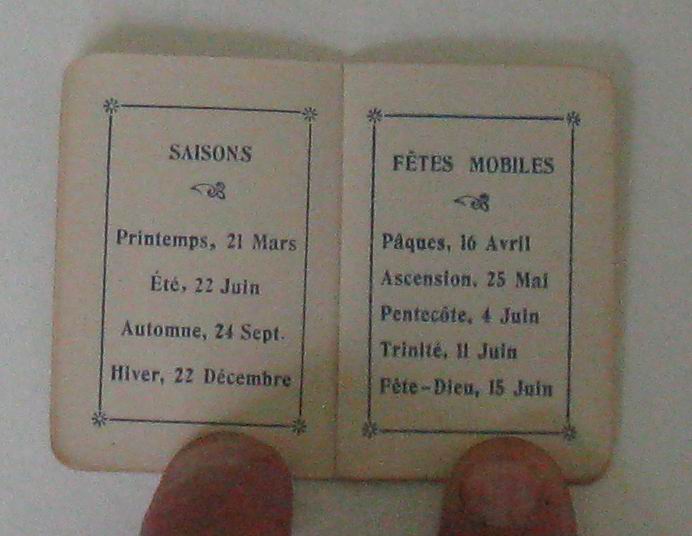 SAISONS
Printemps, 21 Mars
Été, 22 Juin
Automne, 24 Sept.
Hiver, 22 Décembre
FÊTES MOBILES
Pâques, 16 Avril
Ascension, 25 Mai
Pentecôte, 4 Juin
Trinité, 11 Juin
Fête-Dieu, 15 Juin